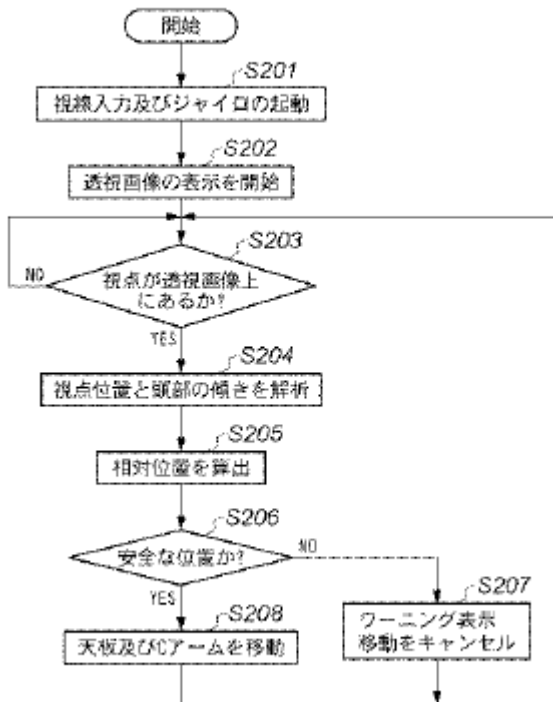 開始
S201
視線入力及びジャイロの起動
S202
透視画像の表示を開始
S203
視点が透視画像上
にあるか?
NO
YES
S204
視点位置と頭部の傾きを解析
S205
相対位置を算出
S206
安全な位置か?
NO
YES
S207
ワーニング表示
移動をキャンセル
S208
天板及びCアームを移動